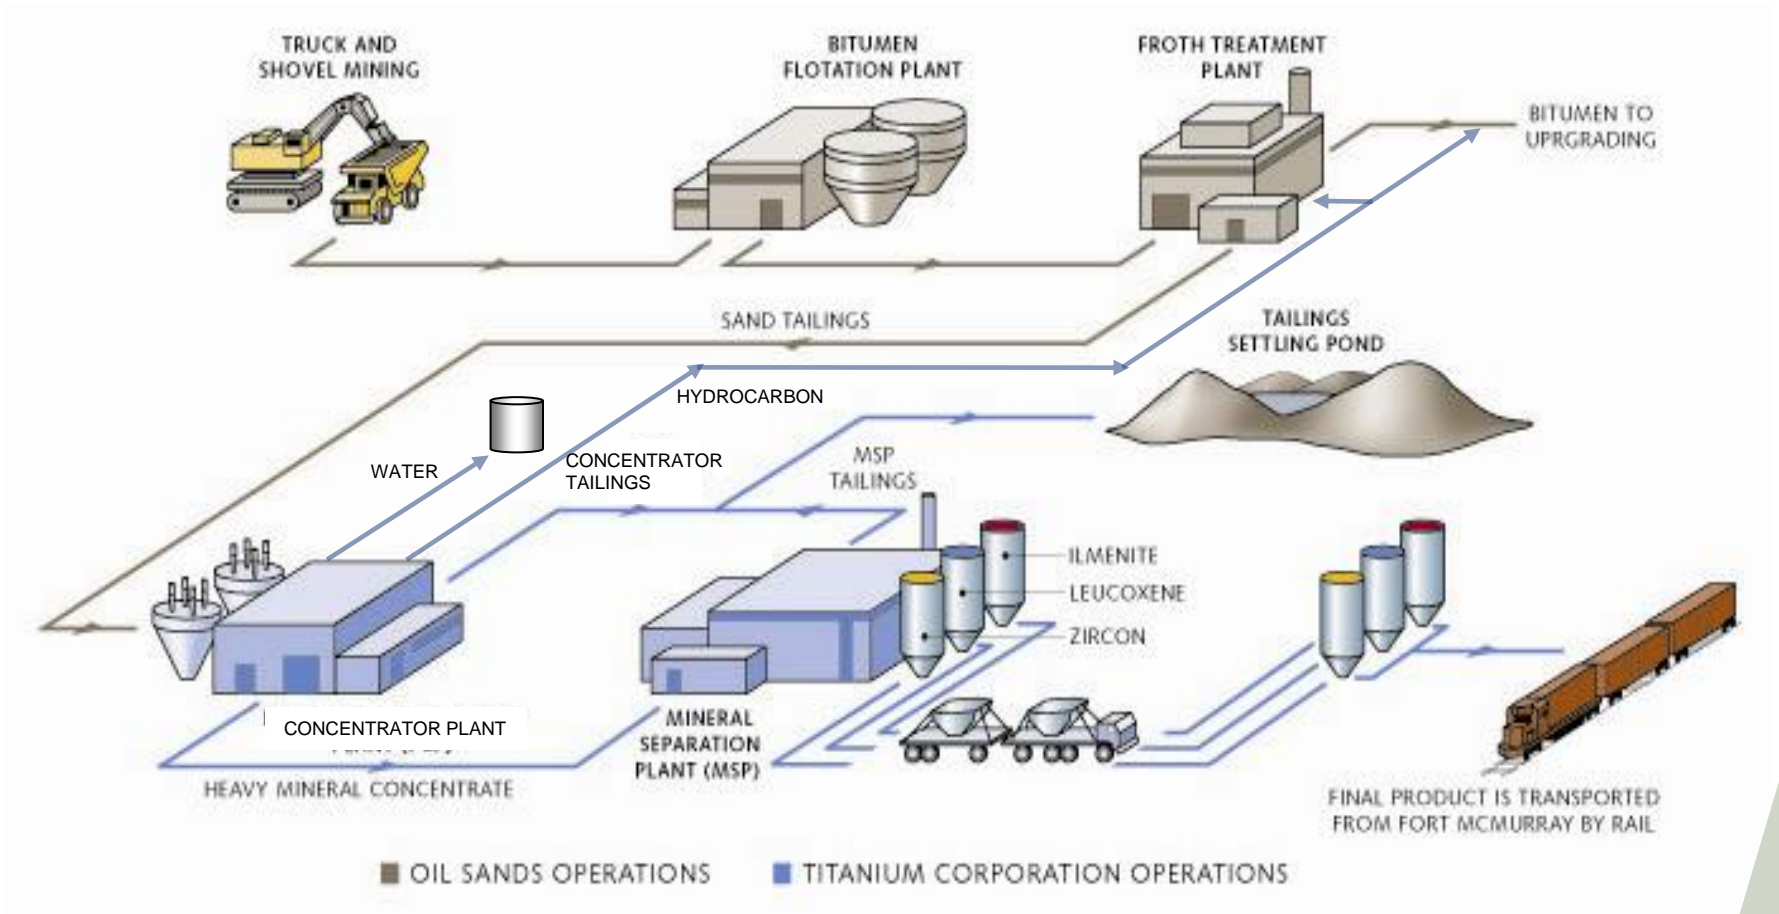 TRUCK AND
SHOVEL MINING
BITUMEN
FLOTATION PLANT
FROTH TREATMENT
PLANT
BITUMEN TO
UPRGRADING
SAND TAILINGS
TAILINGS
SETTLING POND
HYDROCARBON
WATER
CONCENTRATOR
TAILINGS
MSP
TAILINGS
ILMENITE
LEUCOXENE
ZIRCON
CONCENTRATOR PLANT
HEAVY MINERAL CONCENTRATE
MINERAL
SEPARATION
PLANT (MSP)
FINAL PRODUCT IS TRANSPORTED
FROM FORT MCMURRAY BY RAIL
OIL SANDS OPERATIONS
TITANIUM CORPORATION OPERATIONS